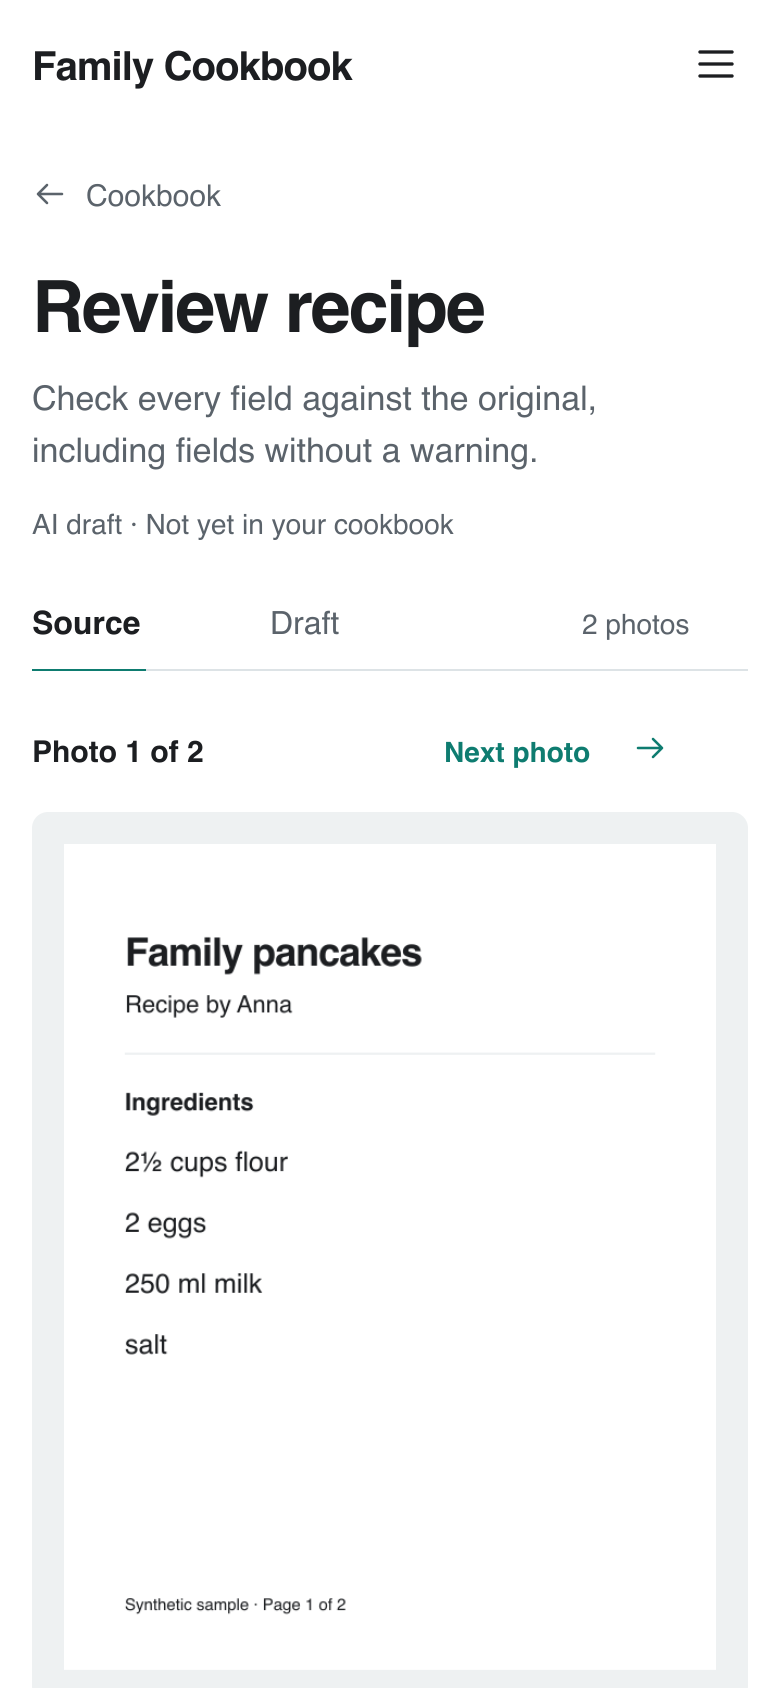 Family Cookbook
Cookbook
Review recipe
Check every field against the original,
including fields without a warning.
AI draft · Not yet in your cookbook
Source Draft 2 photos
Photo 1 of 2 Next photo
Family pancakes
Recipe by Anna
Ingredients
2½ cups flour
2 eggs
250 ml milk
salt
Synthetic sample · Page 1 of 2